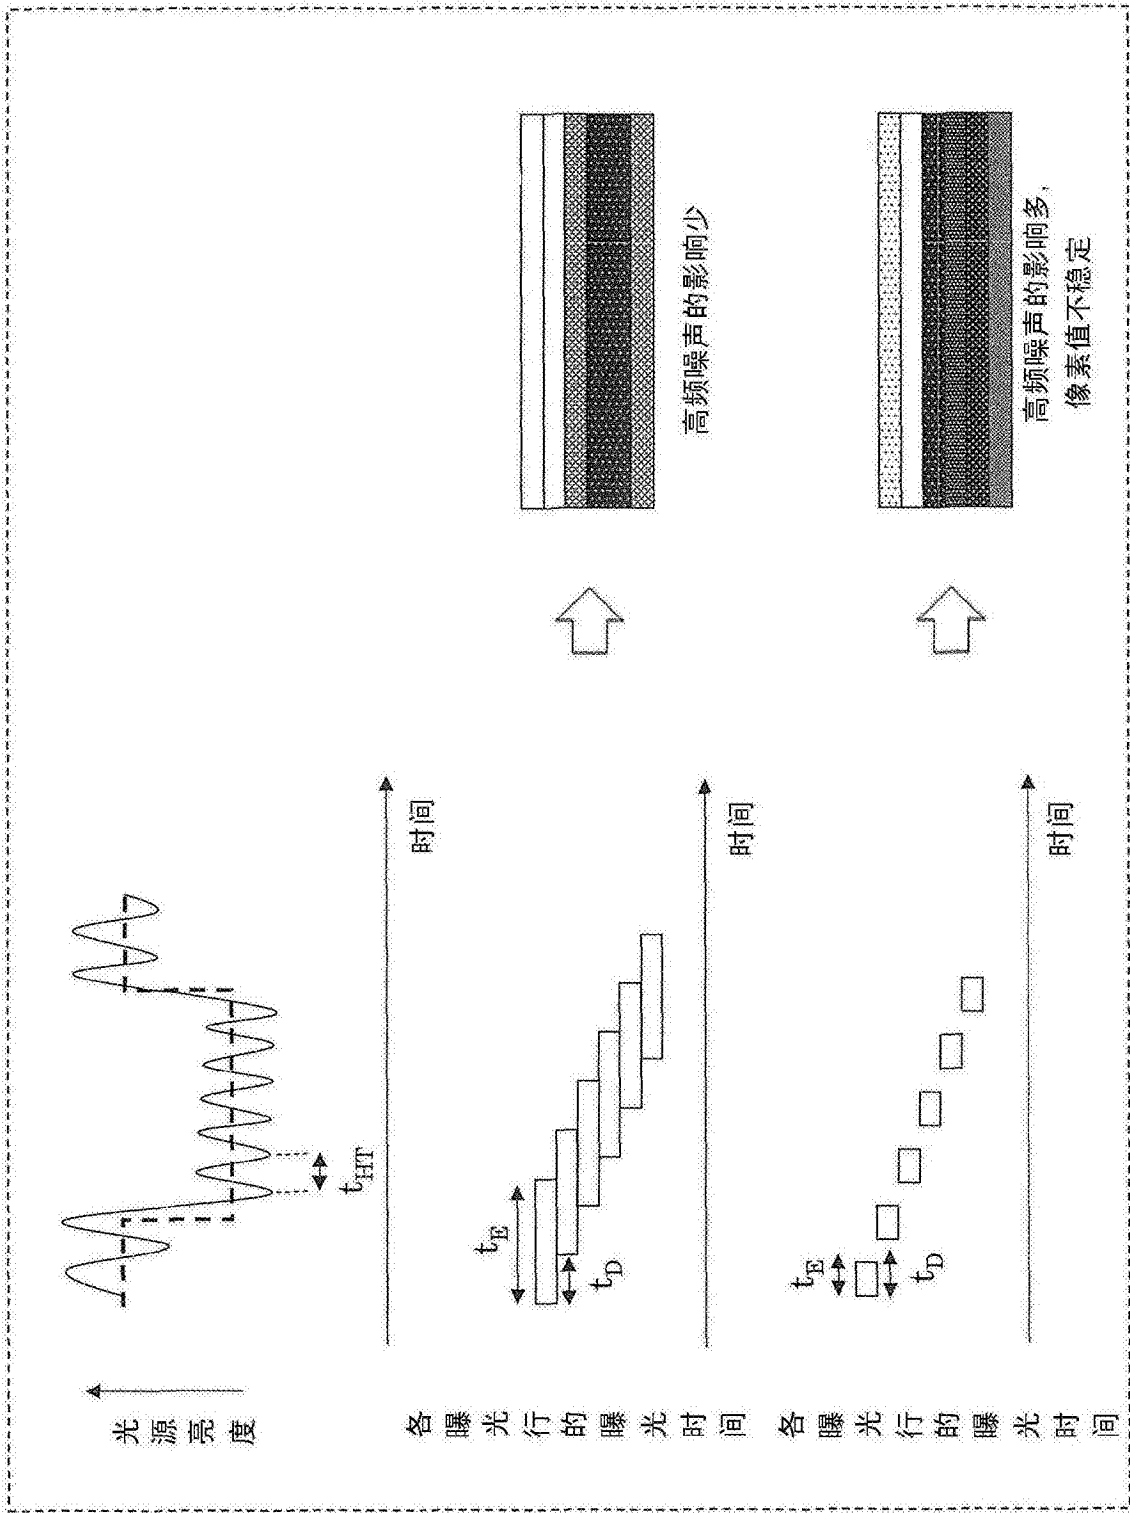 光源亮度
t_HT
时间
各曝光行的曝光时间
t_E
t_D
时间
高频噪声的影响少
各曝光行的曝光时间
t_E
t_D
时间
高频噪声的影响多,
像素值不稳定